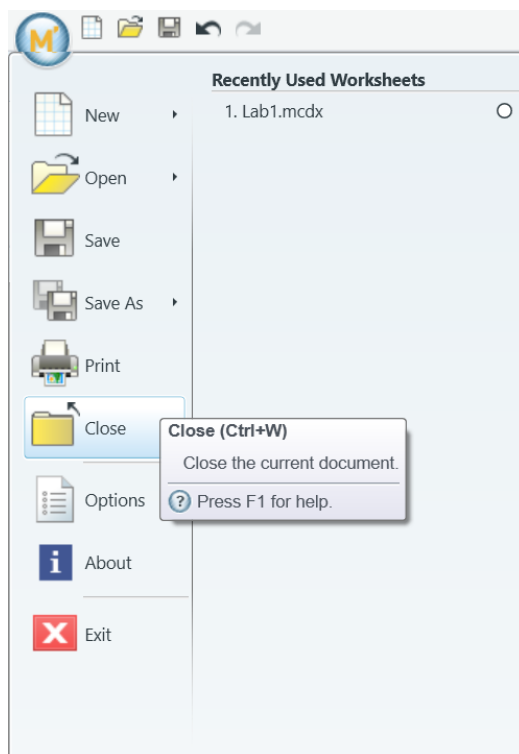 M
Recently Used Worksheets
1. Lab1.mcdx
New
Open
Save
Save As
Print
Close
Close (Ctrl+W)
Close the current document.
? Press F1 for help.
Options
i About
X Exit